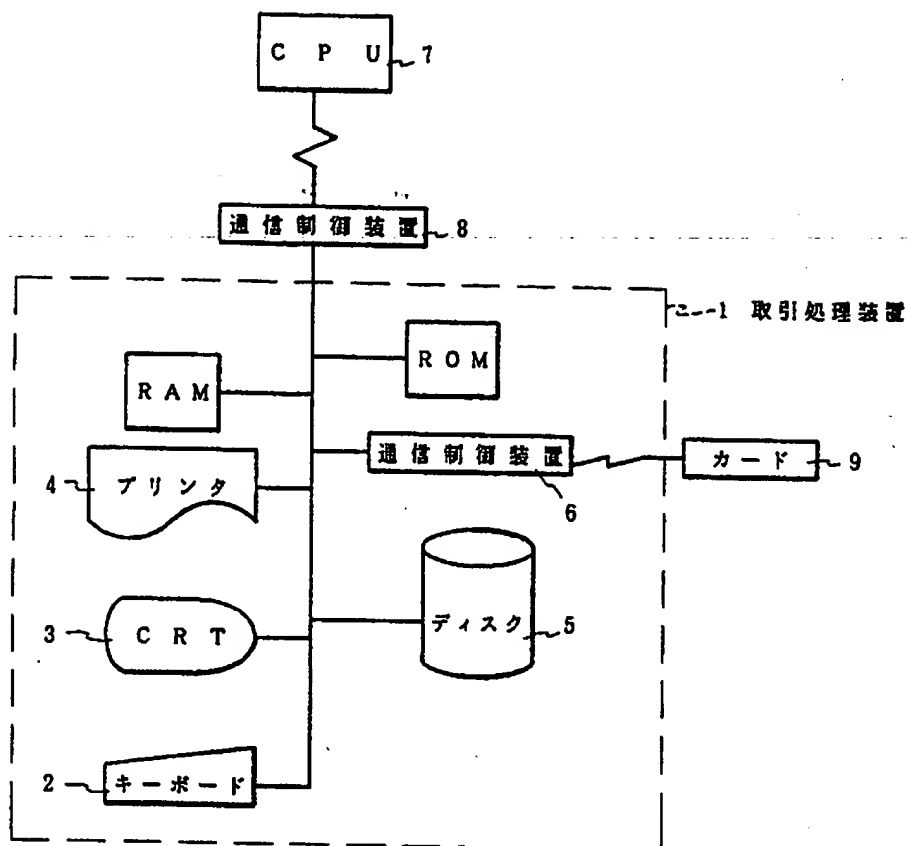 CPU 7
通信制御装置 8
1 取引処理装置
ROM
RAM
通信制御装置 6
カード 9
4 プリンタ
ディスク 5
3 CRT
2 キーボード